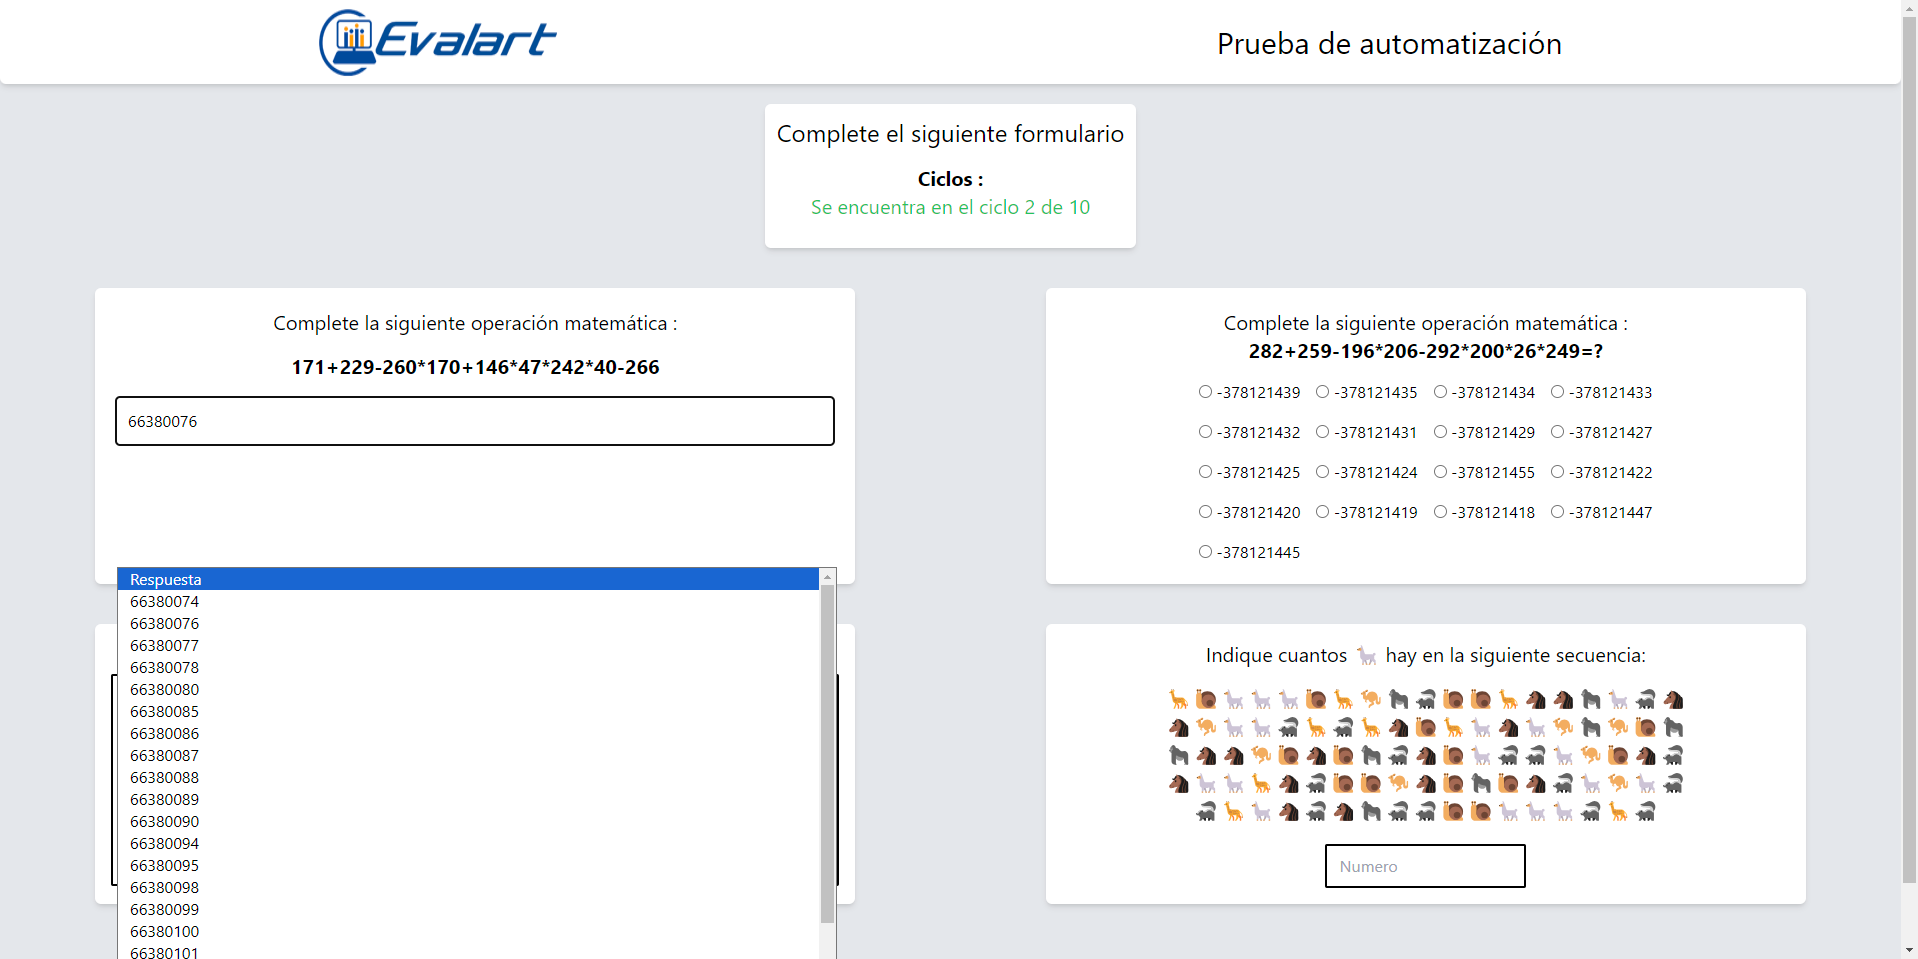 Evalart
Prueba de automatización
Complete el siguiente formulario
Ciclos :
Se encuentra en el ciclo 2 de 10
Complete la siguiente operación matemática :
171+229-260*170+146*47*242*40-266
66380076
Respuesta
66380074
66380076
66380077
66380078
66380080
66380085
66380086
66380087
66380088
66380089
66380090
66380094
66380095
66380098
66380099
66380100
66380101
Complete la siguiente operación matemática :
282+259-196*206-292*200*26*249=?
-378121439 -378121435 -378121434 -378121433
-378121432 -378121431 -378121429 -378121427
-378121425 -378121424 -378121455 -378121422
-378121420 -378121419 -378121418 -378121447
-378121445
Indique cuantos 🦙 hay en la siguiente secuencia:
Numero